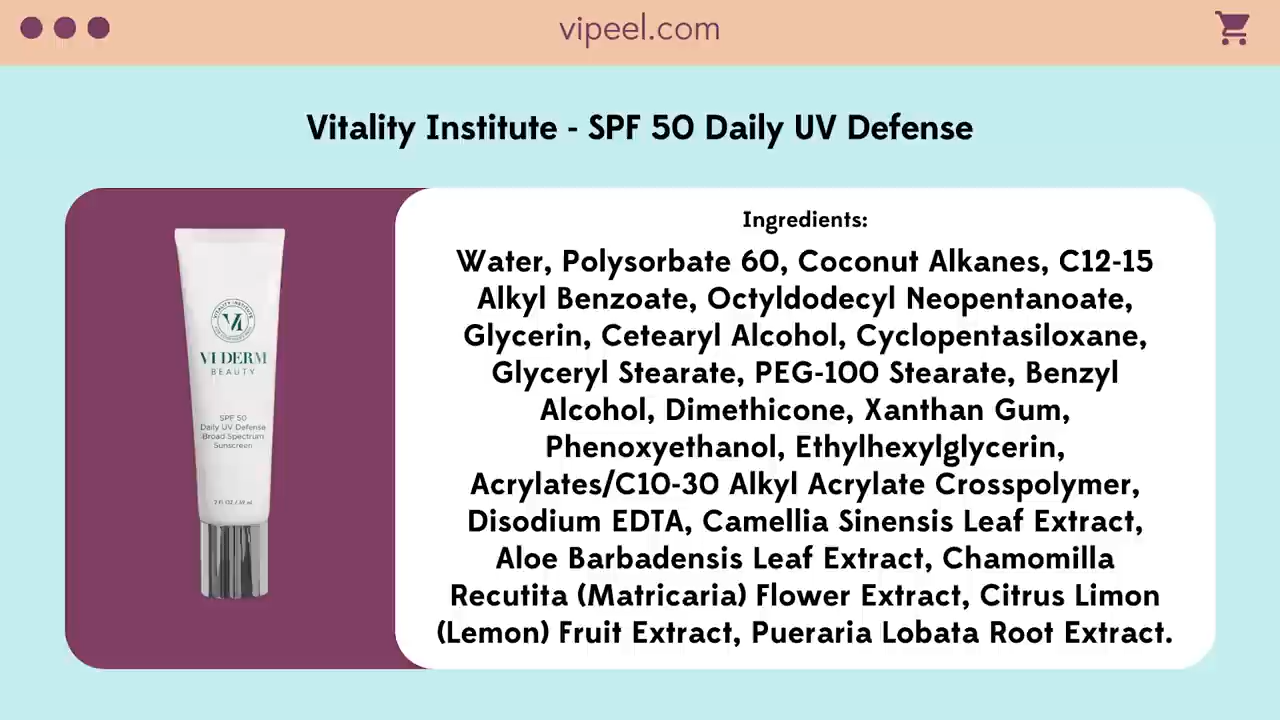 vipeel.com
Vitality Institute - SPF 50 Daily UV Defense
VI DERM
BEAUTY
SPF 50
Daily UV Defense
Broad Spectrum
Sunscreen
Ingredients:
Water, Polysorbate 60, Coconut Alkanes, C12-15
Alkyl Benzoate, Octyldodecyl Neopentanoate,
Glycerin, Cetearyl Alcohol, Cyclopentasiloxane,
Glyceryl Stearate, PEG-100 Stearate, Benzyl
Alcohol, Dimethicone, Xanthan Gum,
Phenoxyethanol, Ethylhexylglycerin,
Acrylates/C10-30 Alkyl Acrylate Crosspolymer,
Disodium EDTA, Camellia Sinensis Leaf Extract,
Aloe Barbadensis Leaf Extract, Chamomilla
Recutita (Matricaria) Flower Extract, Citrus Limon
(Lemon) Fruit Extract, Pueraria Lobata Root Extract.